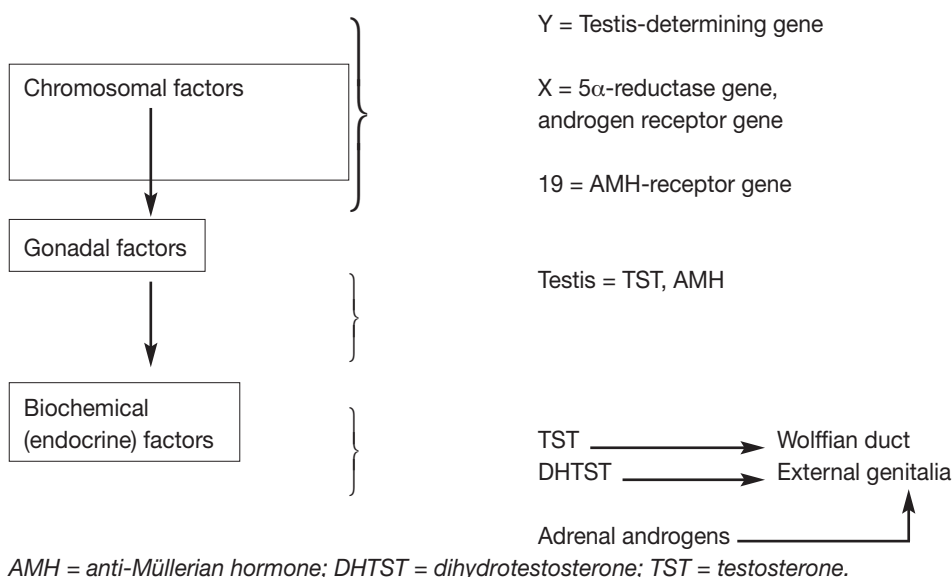 Y = Testis-determining gene
Chromosomal factors
X = 5α-reductase gene,
androgen receptor gene
19 = AMH-receptor gene
Gonadal factors
Testis = TST, AMH
Biochemical
(endocrine) factors
TST Wolffian duct
DHTST External genitalia
Adrenal androgens
AMH = anti-Müllerian hormone; DHTST = dihydrotestosterone; TST = testosterone.